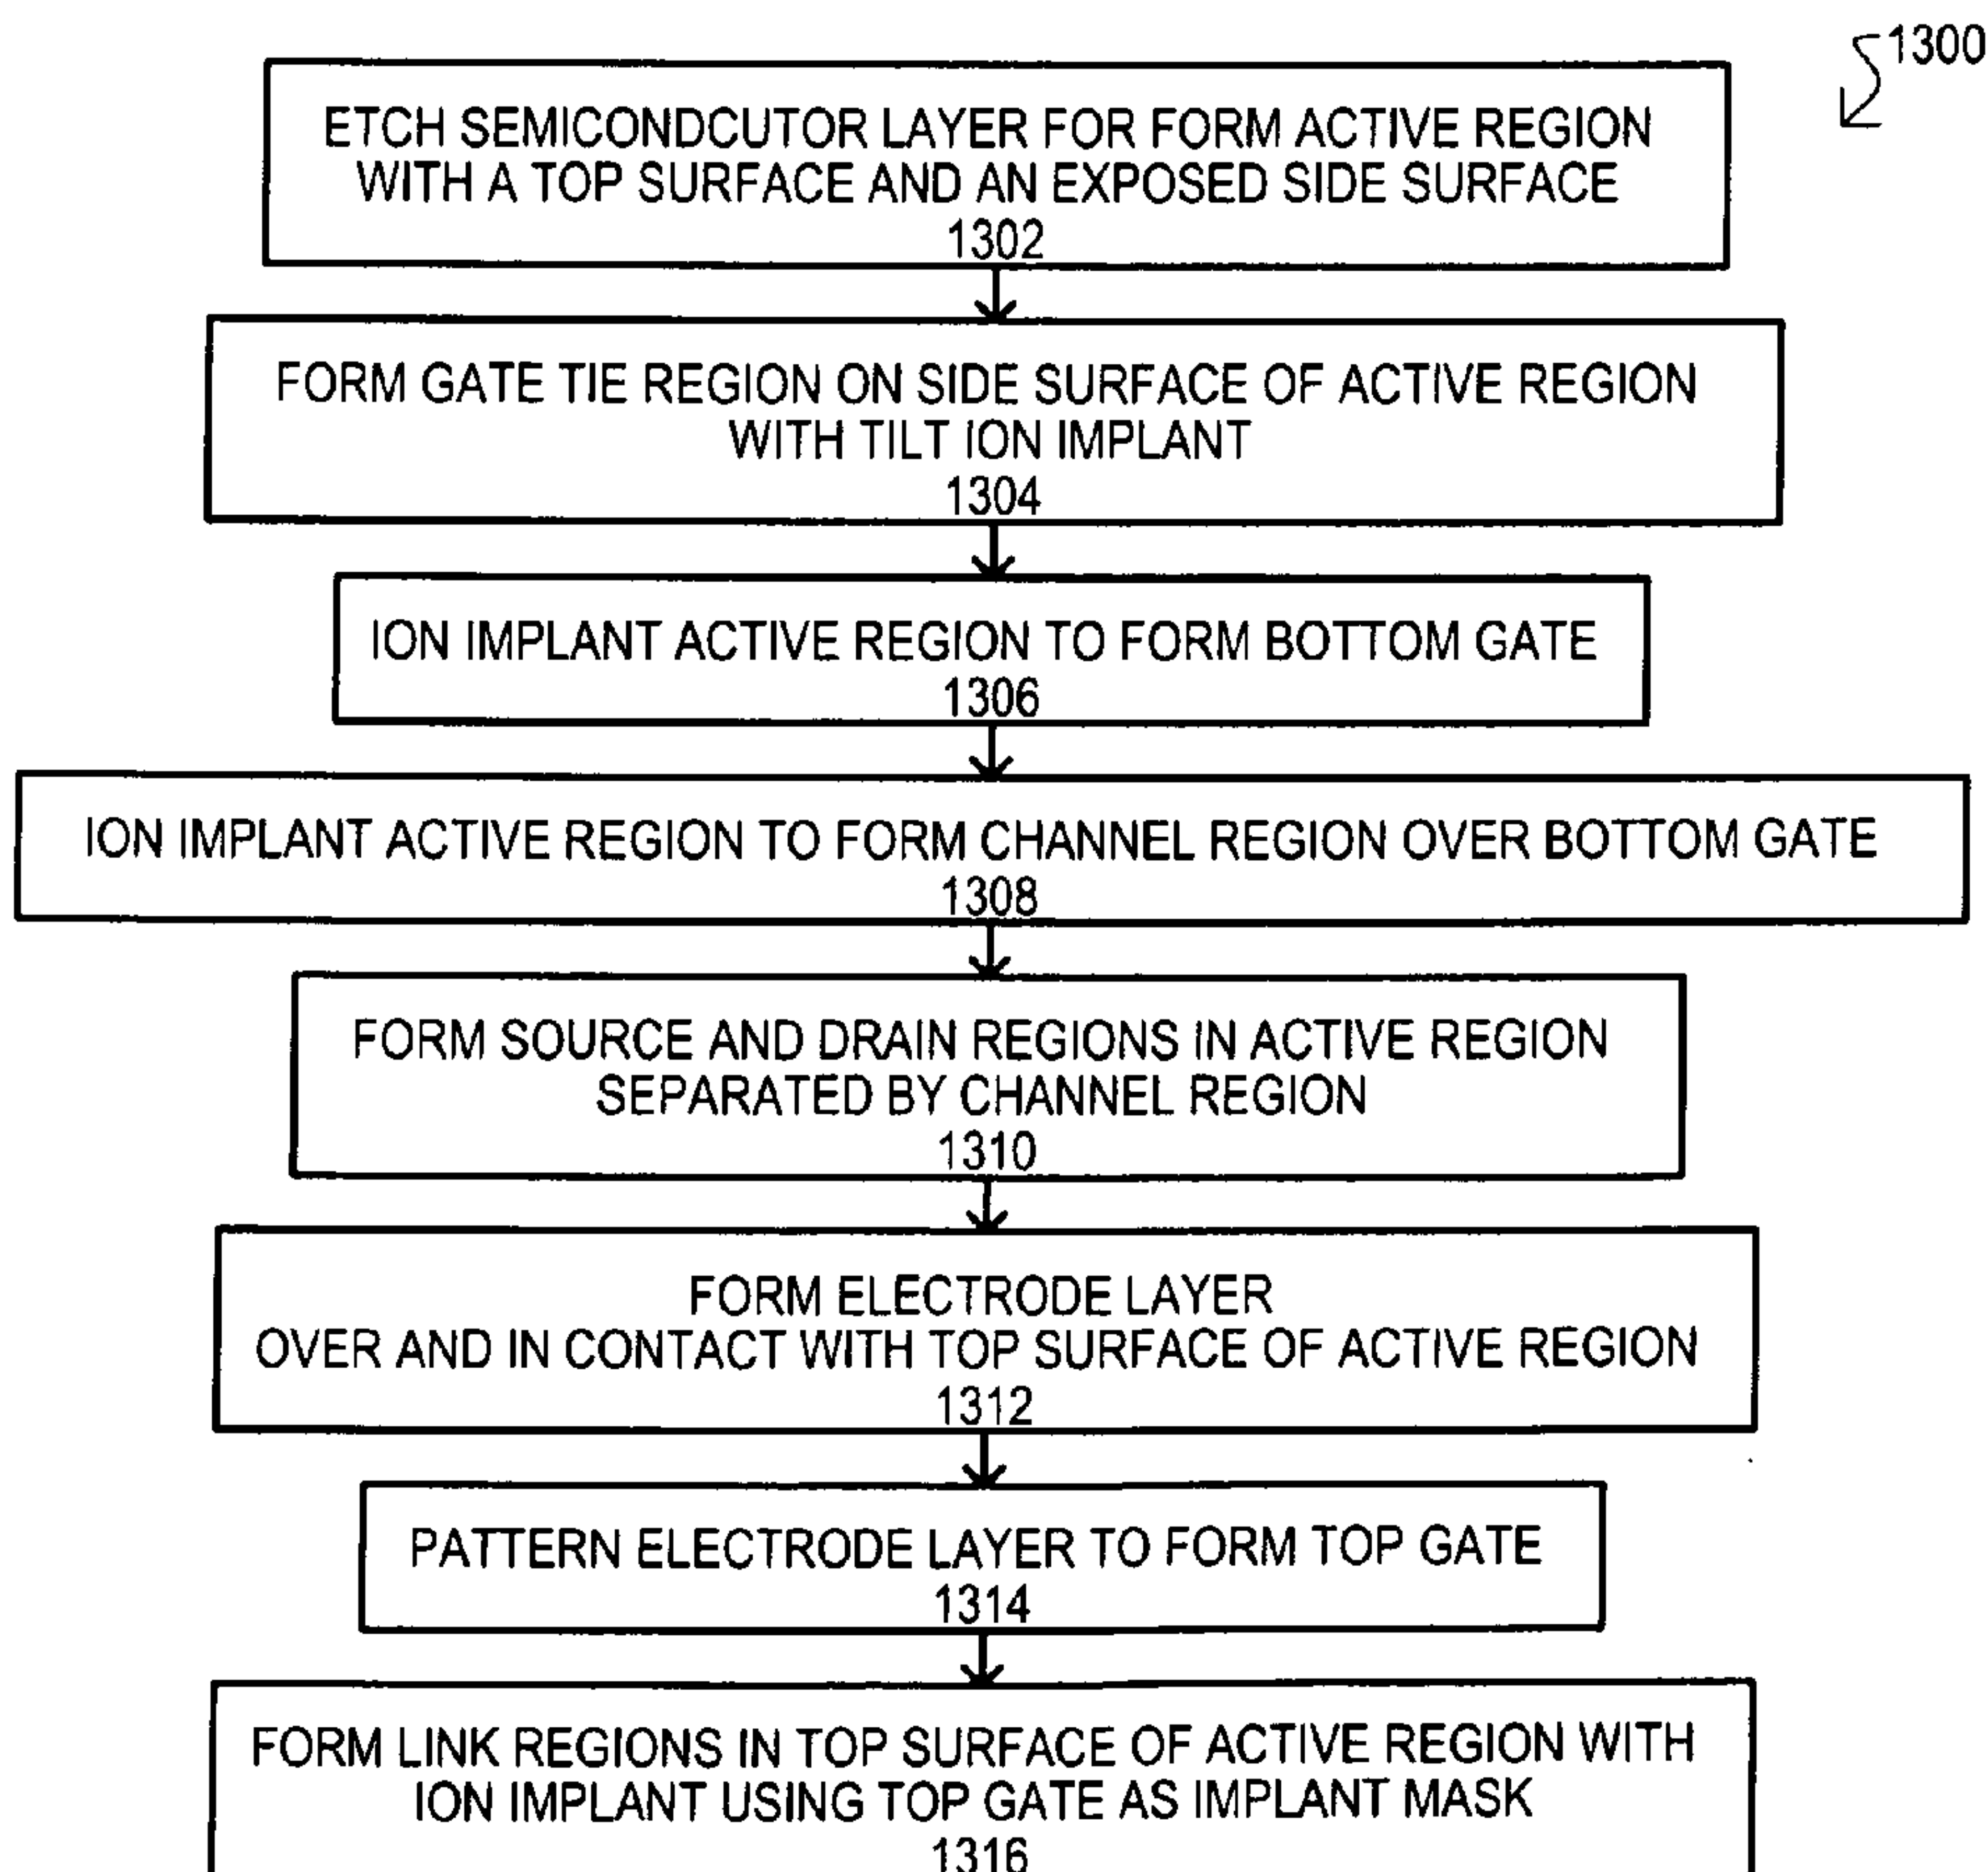 1300
ETCH SEMICONDCUTOR LAYER FOR FORM ACTIVE REGION
WITH A TOP SURFACE AND AN EXPOSED SIDE SURFACE
1302
FORM GATE TIE REGION ON SIDE SURFACE OF ACTIVE REGION
WITH TILT ION IMPLANT
1304
ION IMPLANT ACTIVE REGION TO FORM BOTTOM GATE
1306
ION IMPLANT ACTIVE REGION TO FORM CHANNEL REGION OVER BOTTOM GATE
1308
FORM SOURCE AND DRAIN REGIONS IN ACTIVE REGION
SEPARATED BY CHANNEL REGION
1310
FORM ELECTRODE LAYER
OVER AND IN CONTACT WITH TOP SURFACE OF ACTIVE REGION
1312
PATTERN ELECTRODE LAYER TO FORM TOP GATE
1314
FORM LINK REGIONS IN TOP SURFACE OF ACTIVE REGION WITH
ION IMPLANT USING TOP GATE AS IMPLANT MASK
1316